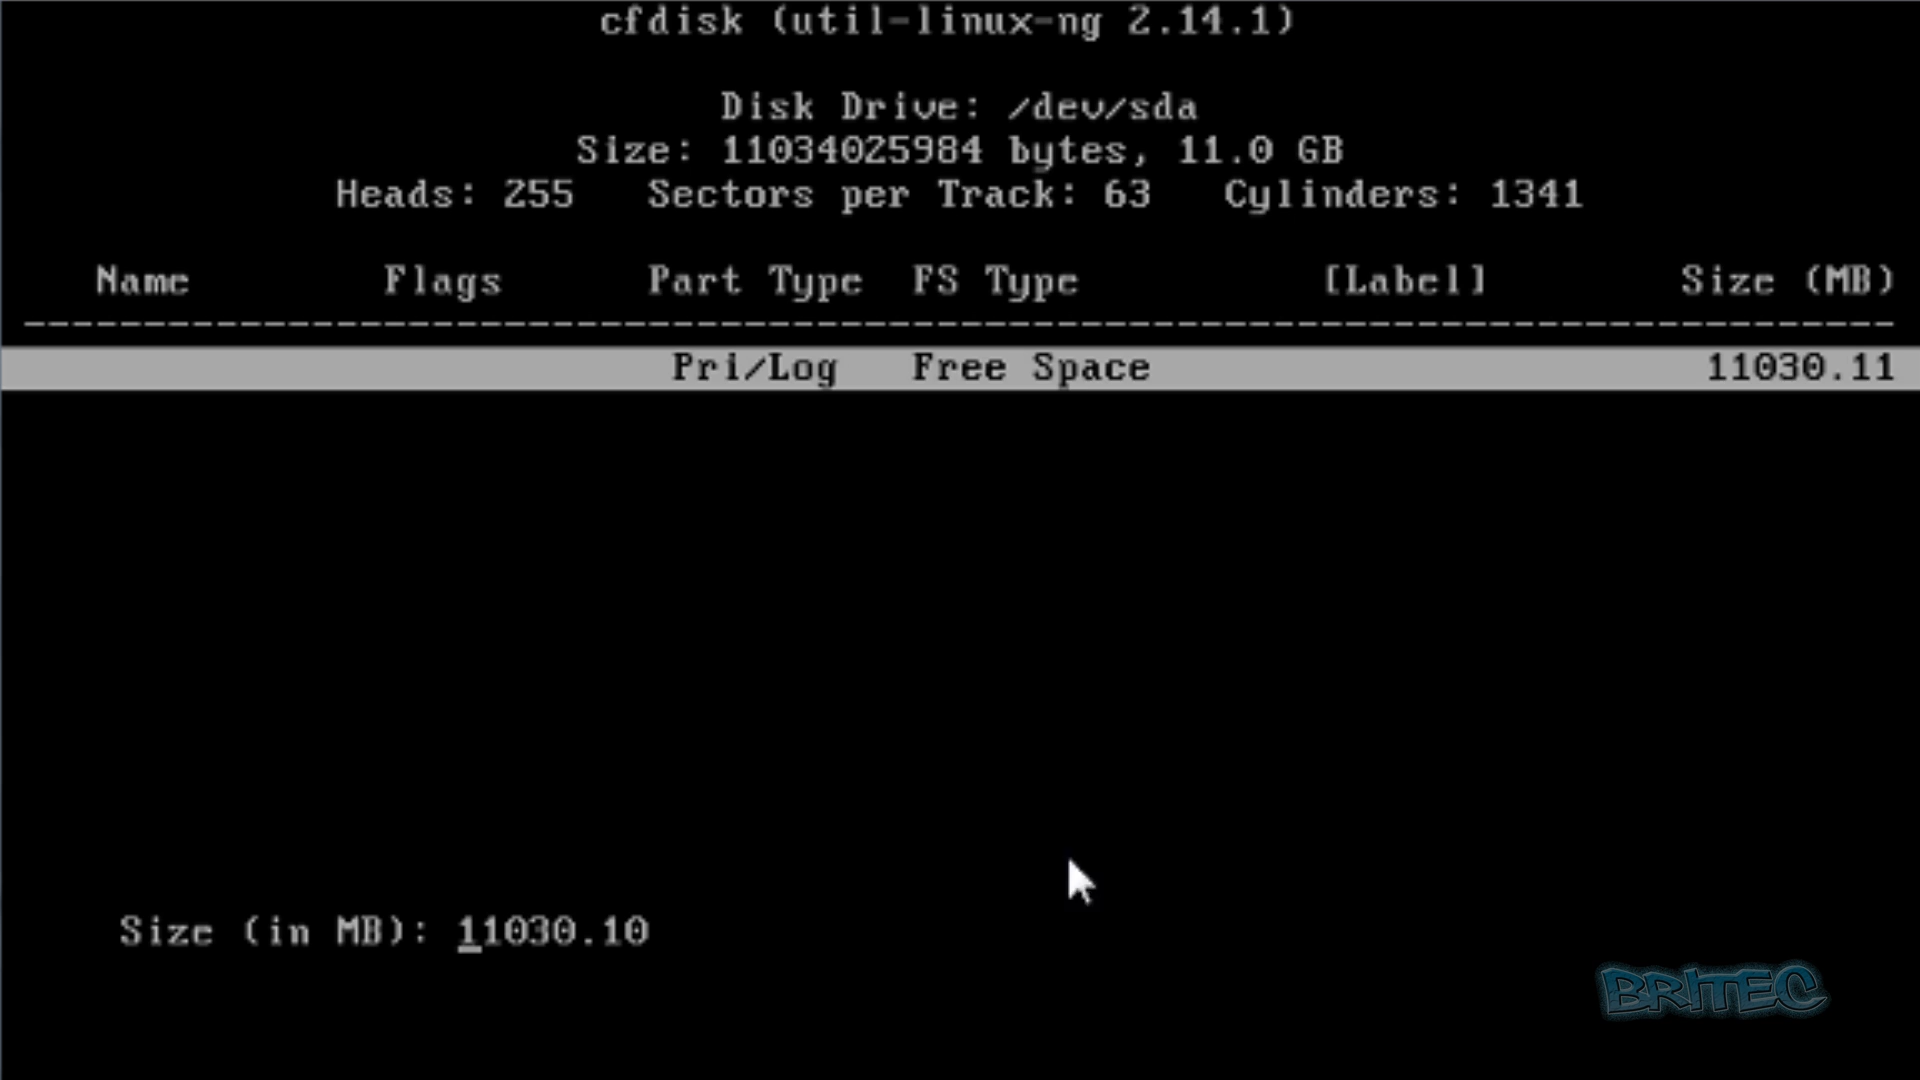 cfdisk (util-linux-ng 2.14.1)
Disk Drive: /dev/sda
Size: 11034025984 bytes, 11.0 GB
Heads: 255 Sectors per Track: 63 Cylinders: 1341
Name Flags Part Type FS Type [Label] Size (MB)
Pri/Log Free Space 11030.11
Size (in MB): 11030.10
BRITEC